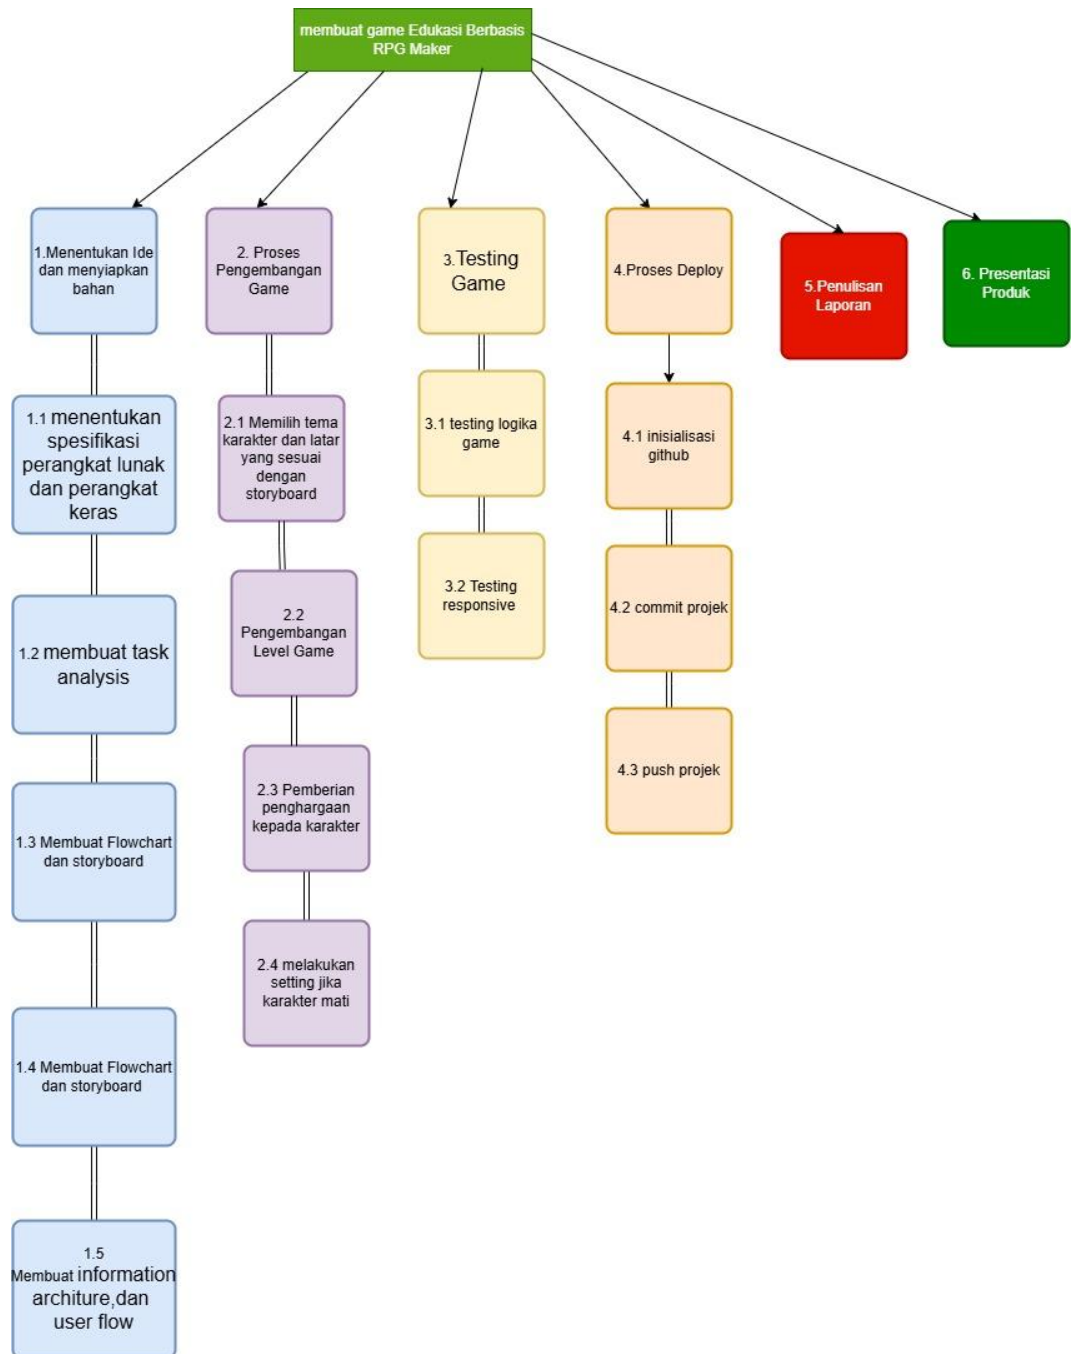 membuat game Edukasi Berbasis
RPG Maker
1.Menentukan Ide
dan menyiapkan
bahan
2. Proses
Pengembangan
Game
3.Testing
Game
4.Proses Deploy
5.Penulisan
Laporan
6. Presentasi
Produk
1.1 menentukan
spesifikasi
perangkat lunak
dan perangkat
keras
2.1 Memilih tema
karakter dan latar
yang sesuai
dengan
storyboard
3.1 testing logika
game
4.1 inisialisasi
github
1.2 membuat task
analysis
2.2
Pengembangan
Level Game
3.2 Testing
responsive
4.2 commit projek
1.3 Membuat Flowchart
dan storyboard
2.3 Pemberian
penghargaan
kepada karakter
4.3 push projek
1.4 Membuat Flowchart
dan storyboard
2.4 melakukan
setting jika
karakter mati
1.5
Membuat information
architure,dan
user flow